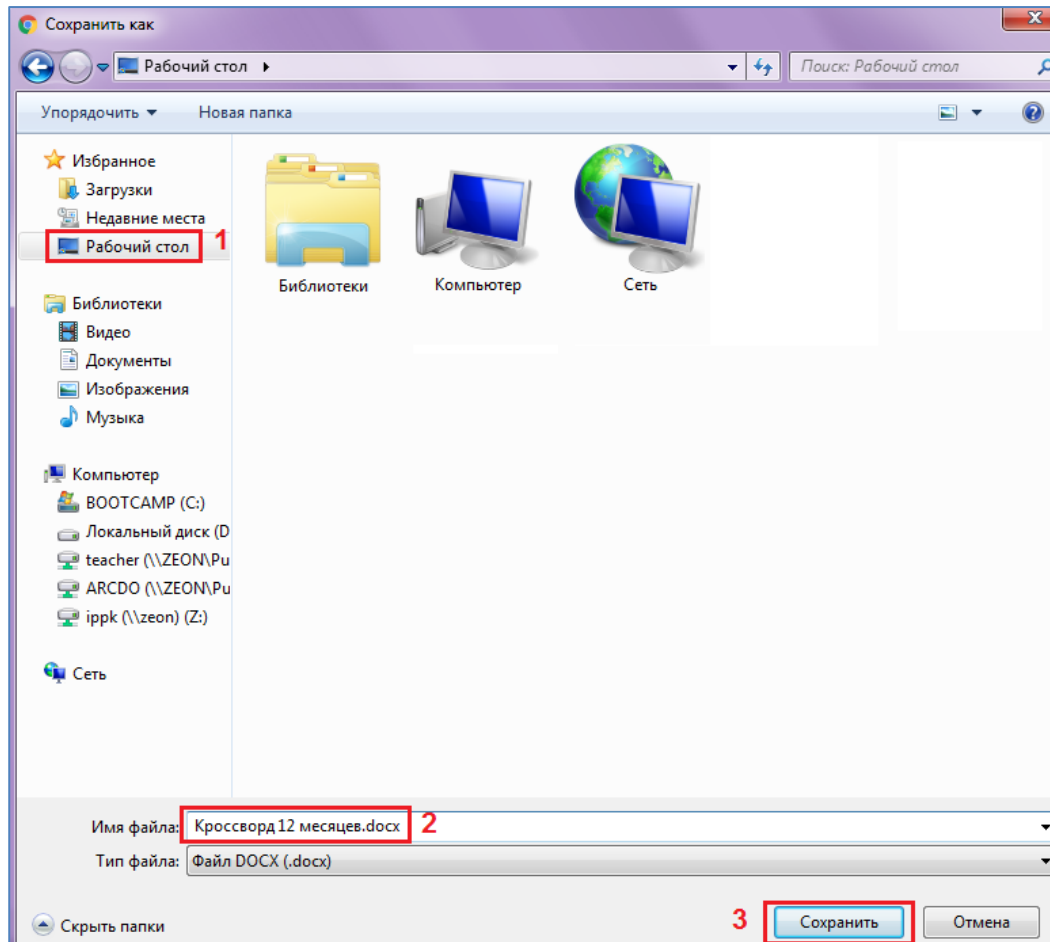 Сохранить как
Рабочий стол
Поиск: Рабочий стол
Упорядочить
Новая папка
Избранное
Загрузки
Недавние места
Рабочий стол 1
Библиотеки
Видео
Документы
Изображения
Музыка
Компьютер
BOOTCAMP (C:)
Локальный диск (D
teacher (\\ZEON\Pu
ARCDO (\\ZEON\Pu
ippk (\\zeon) (Z:)
Сеть
Библиотеки
Компьютер
Сеть
Имя файла: Кроссворд 12 месяцев.docx 2
Тип файла: Файл DOCX (.docx)
Скрыть папки
3 Сохранить
Отмена